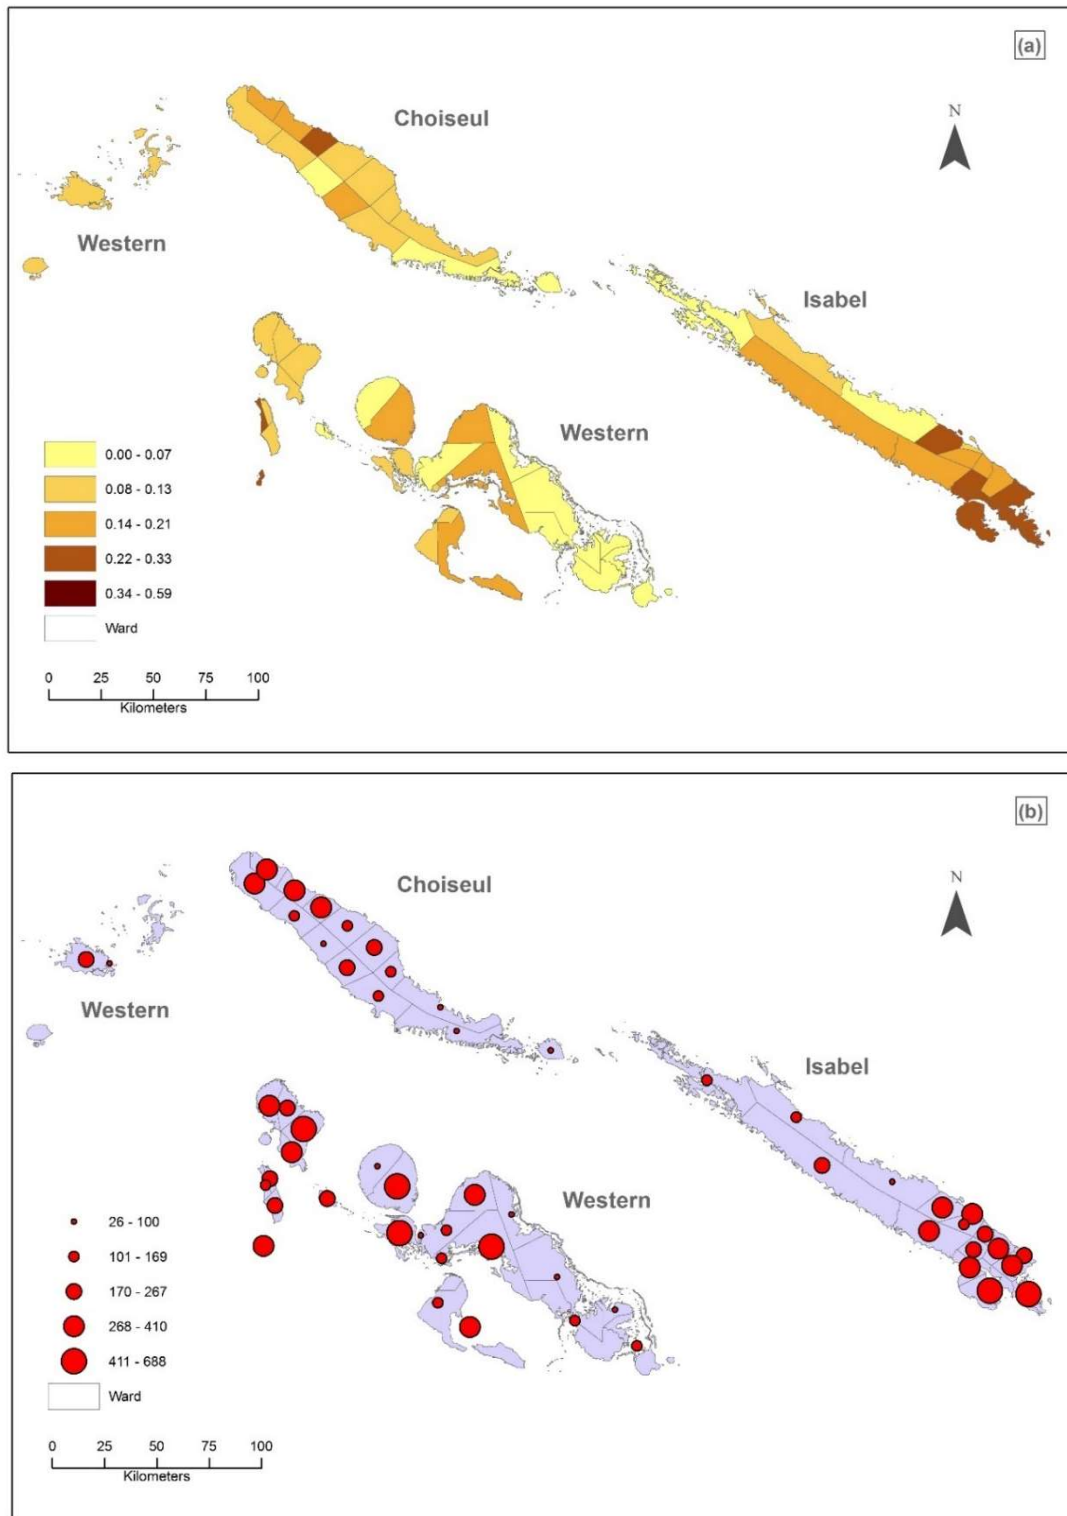 (a)
N
Choiseul
Western
Isabel
Western
0.00 - 0.07
0.08 - 0.13
0.14 - 0.21
0.22 - 0.33
0.34 - 0.59
Ward
0 25 50 75 100
Kilometers
(b)
N
Choiseul
Western
Isabel
Western
26 - 100
101 - 169
170 - 267
268 - 410
411 - 688
Ward
0 25 50 75 100
Kilometers